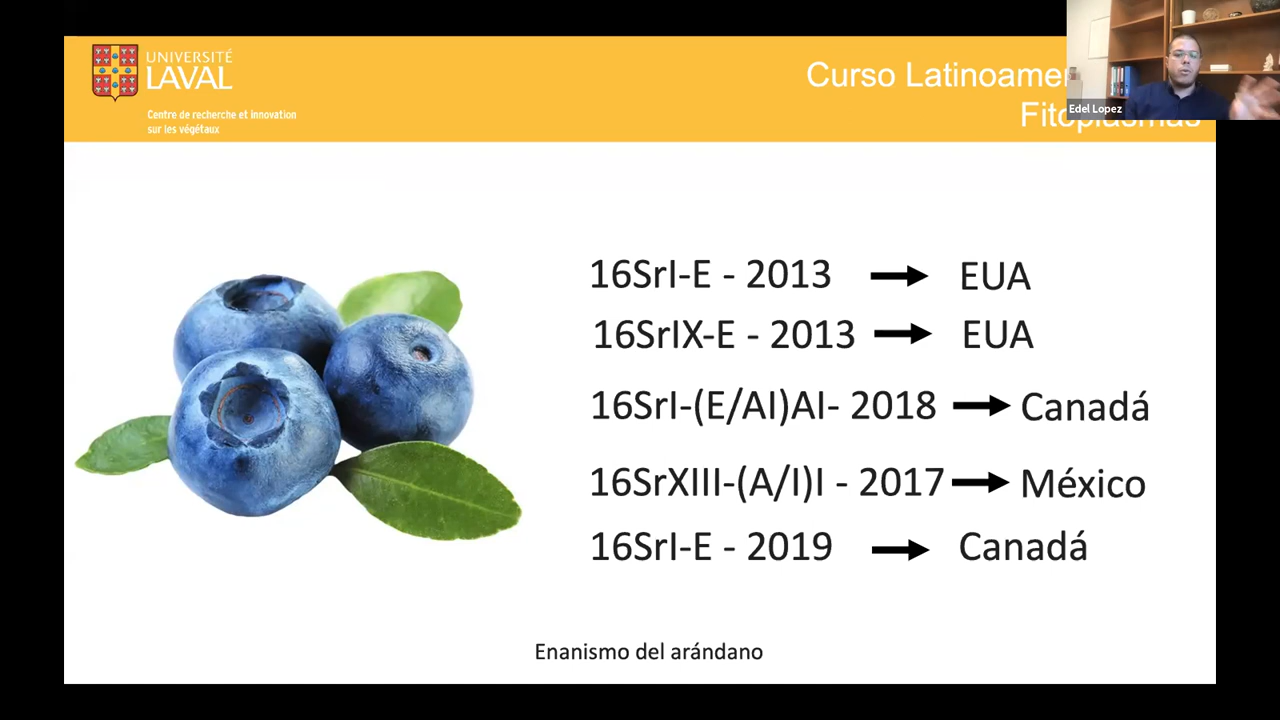 UNIVERSITÉ
LAVAL
Centre de recherche et innovation
sur les végétaux
Curso Latinoamer
Fitoplasmas
Edel Lopez
16SrI-E - 2013 → EUA
16SrIX-E - 2013 → EUA
16SrI-(E/AI)AI- 2018 → Canadá
16SrXIII-(A/I)I - 2017 → México
16SrI-E - 2019 → Canadá
Enanismo del arándano